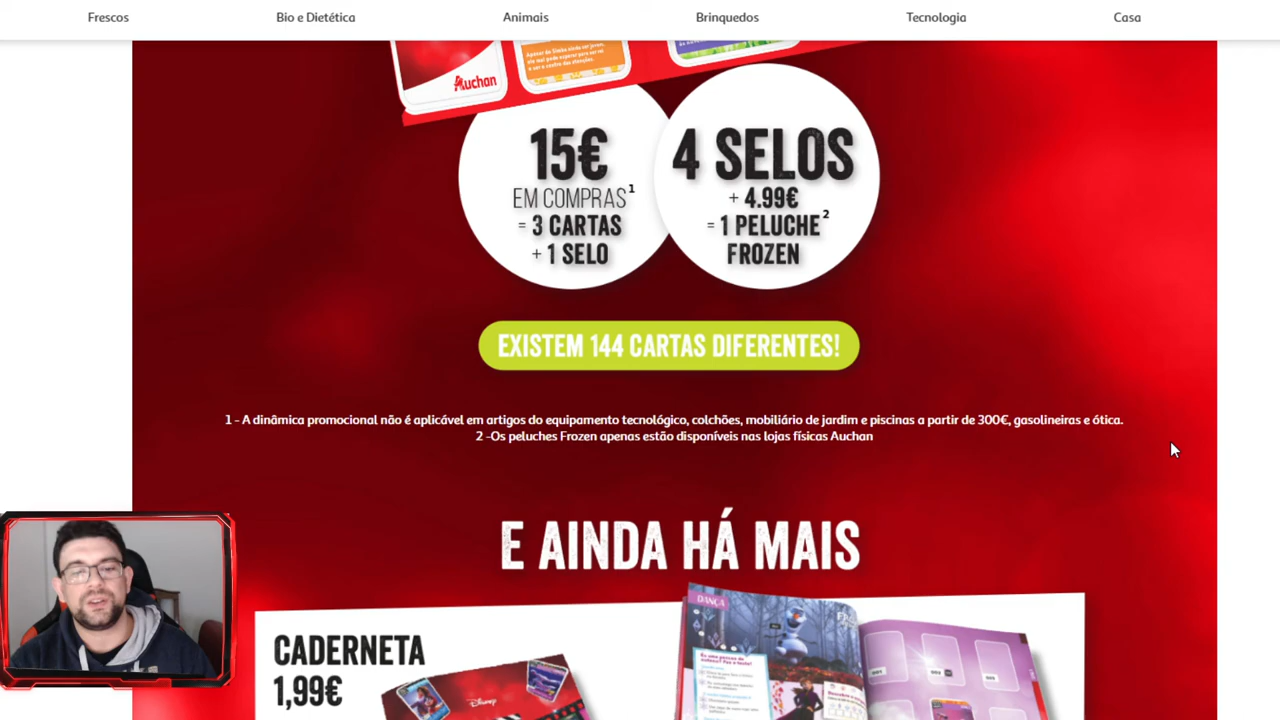 Frescos
Bio e Dietética
Animais
Brinquedos
Tecnologia
Casa
Auchan
15€
EM COMPRAS¹
= 3 CARTAS
+ 1 SELO
4 SELOS
+ 4.99€
= 1 PELUCHE²
FROZEN
EXISTEM 144 CARTAS DIFERENTES!
1 - A dinâmica promocional não é aplicável em artigos do equipamento tecnológico, colchões, mobiliário de jardim e piscinas a partir de 300€, gasolineiras e ótica.
2 -Os peluches Frozen apenas estão disponíveis nas lojas físicas Auchan
E AINDA HÁ MAIS
CADERNETA
1,99€
Disney
DANÇA